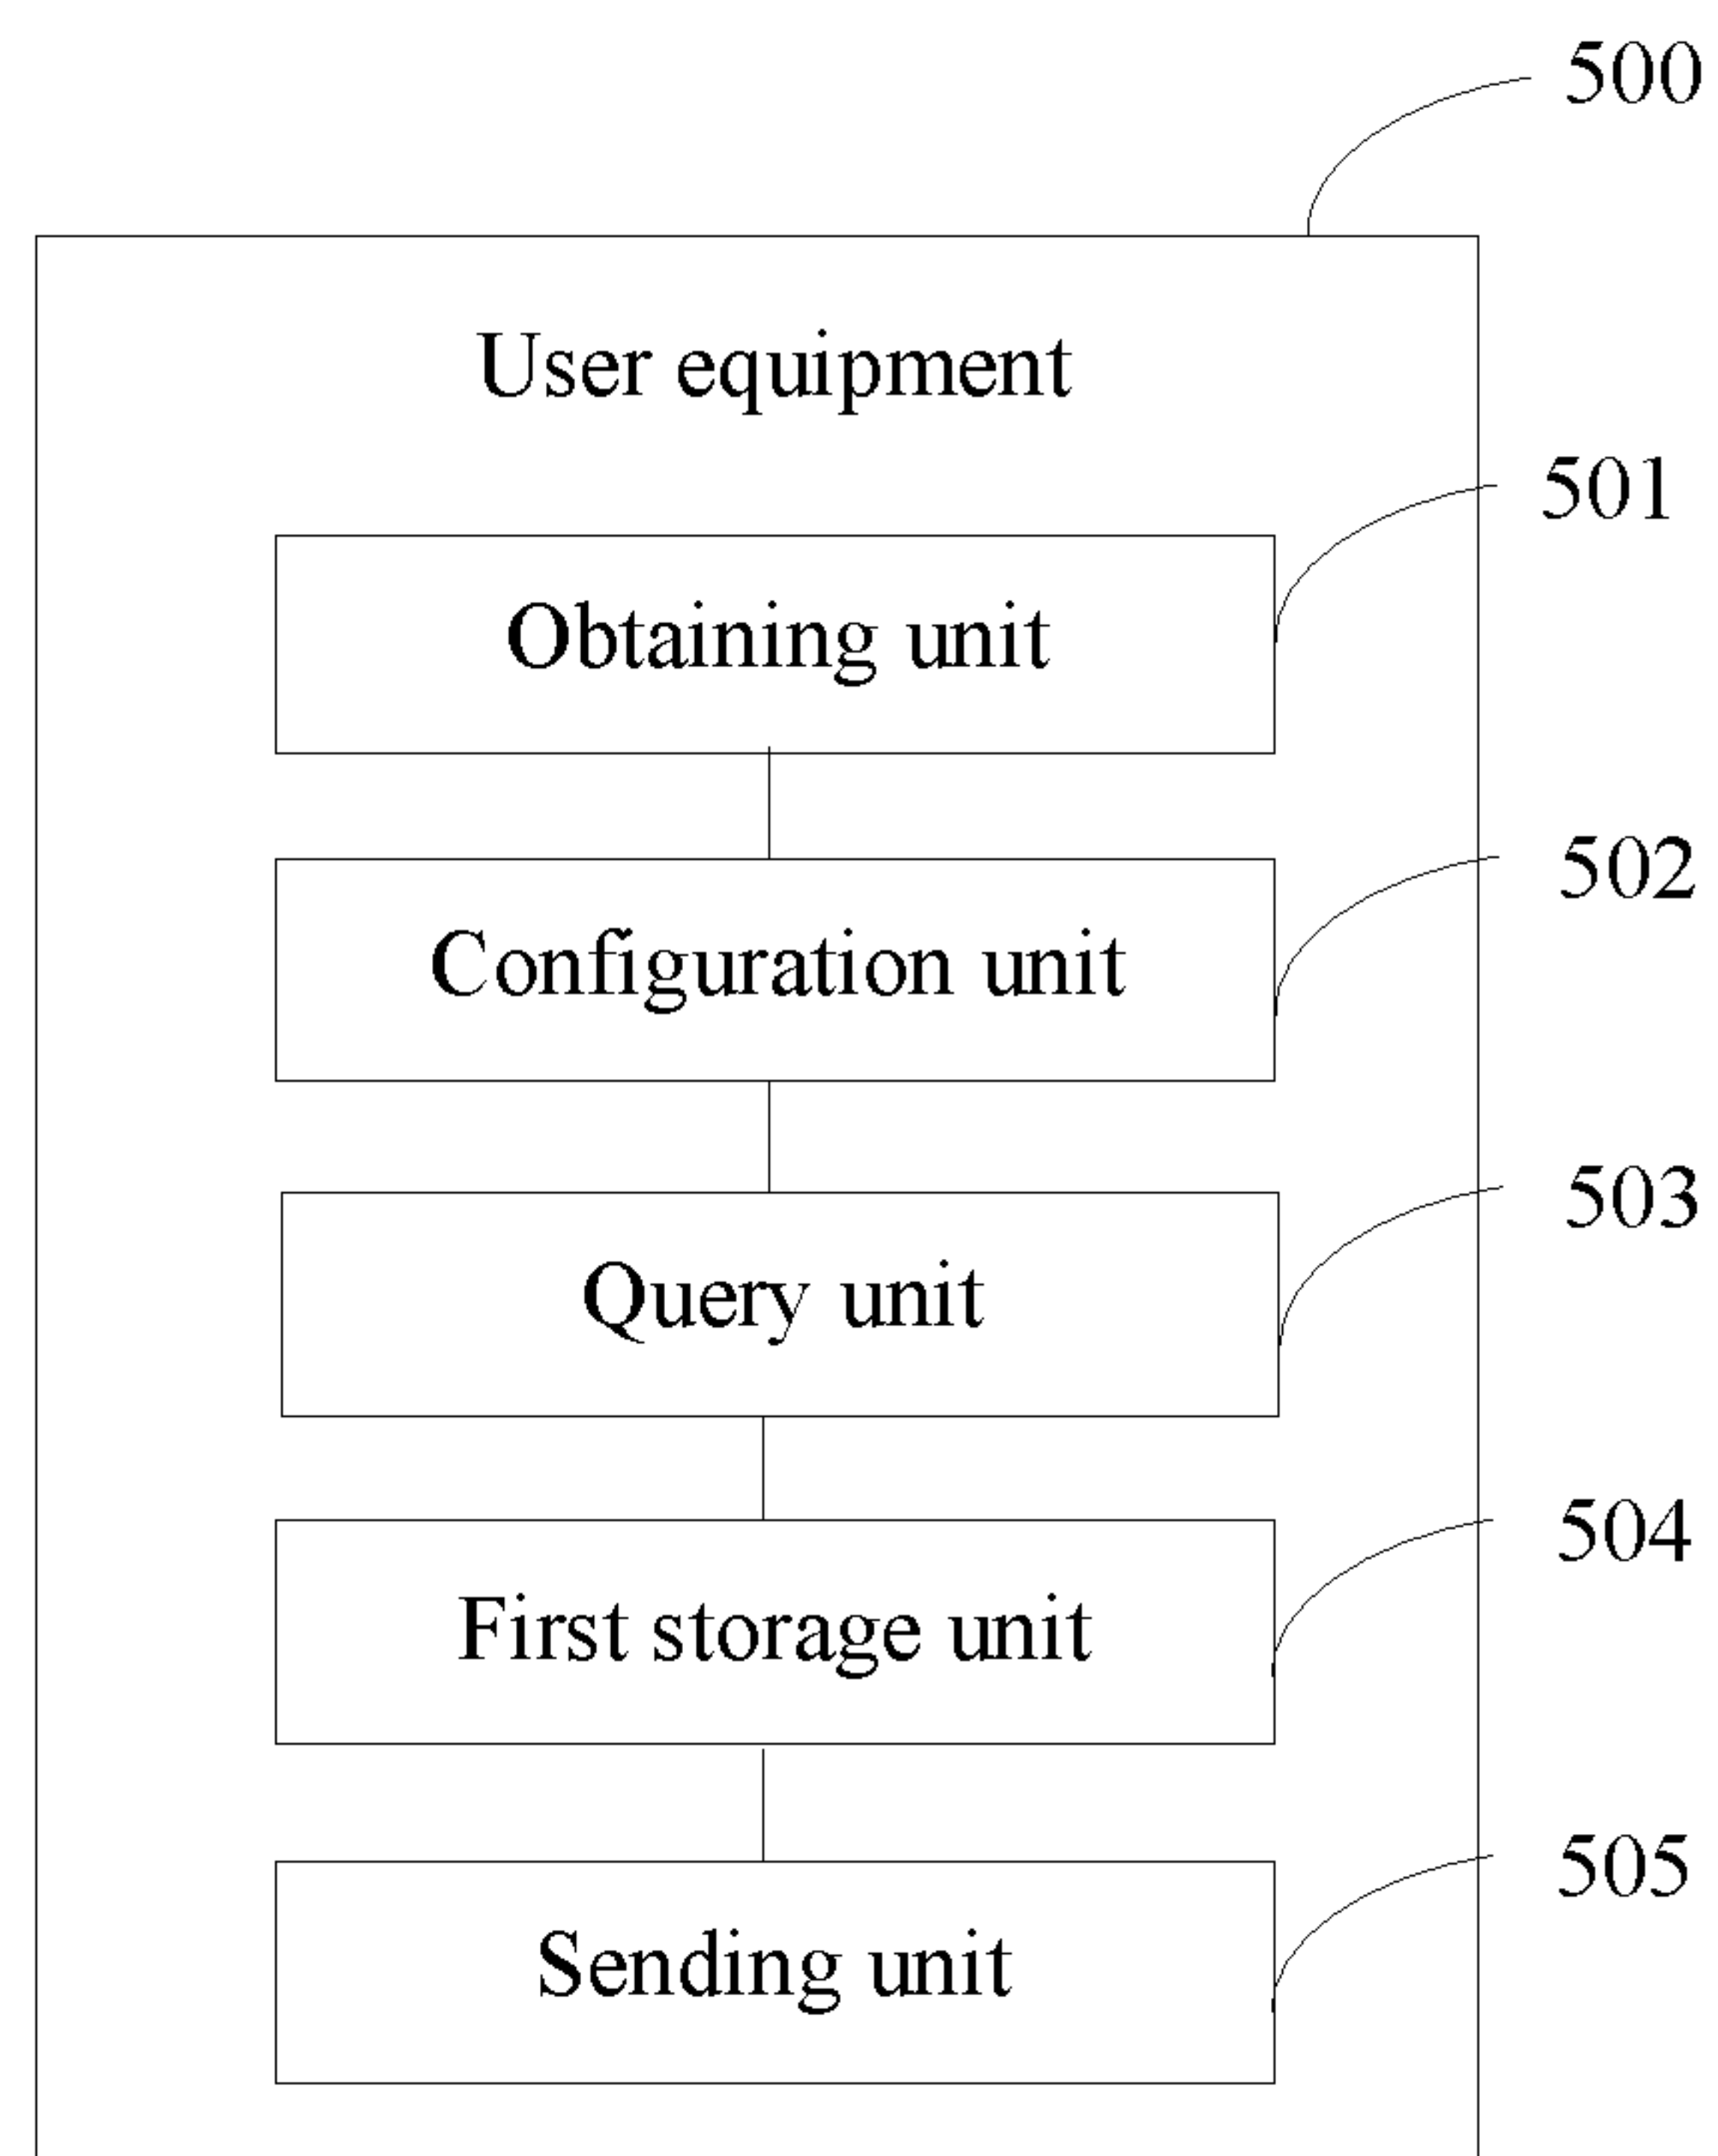 500
User equipment
501
Obtaining unit
502
Configuration unit
503
Query unit
504
First storage unit
505
Sending unit